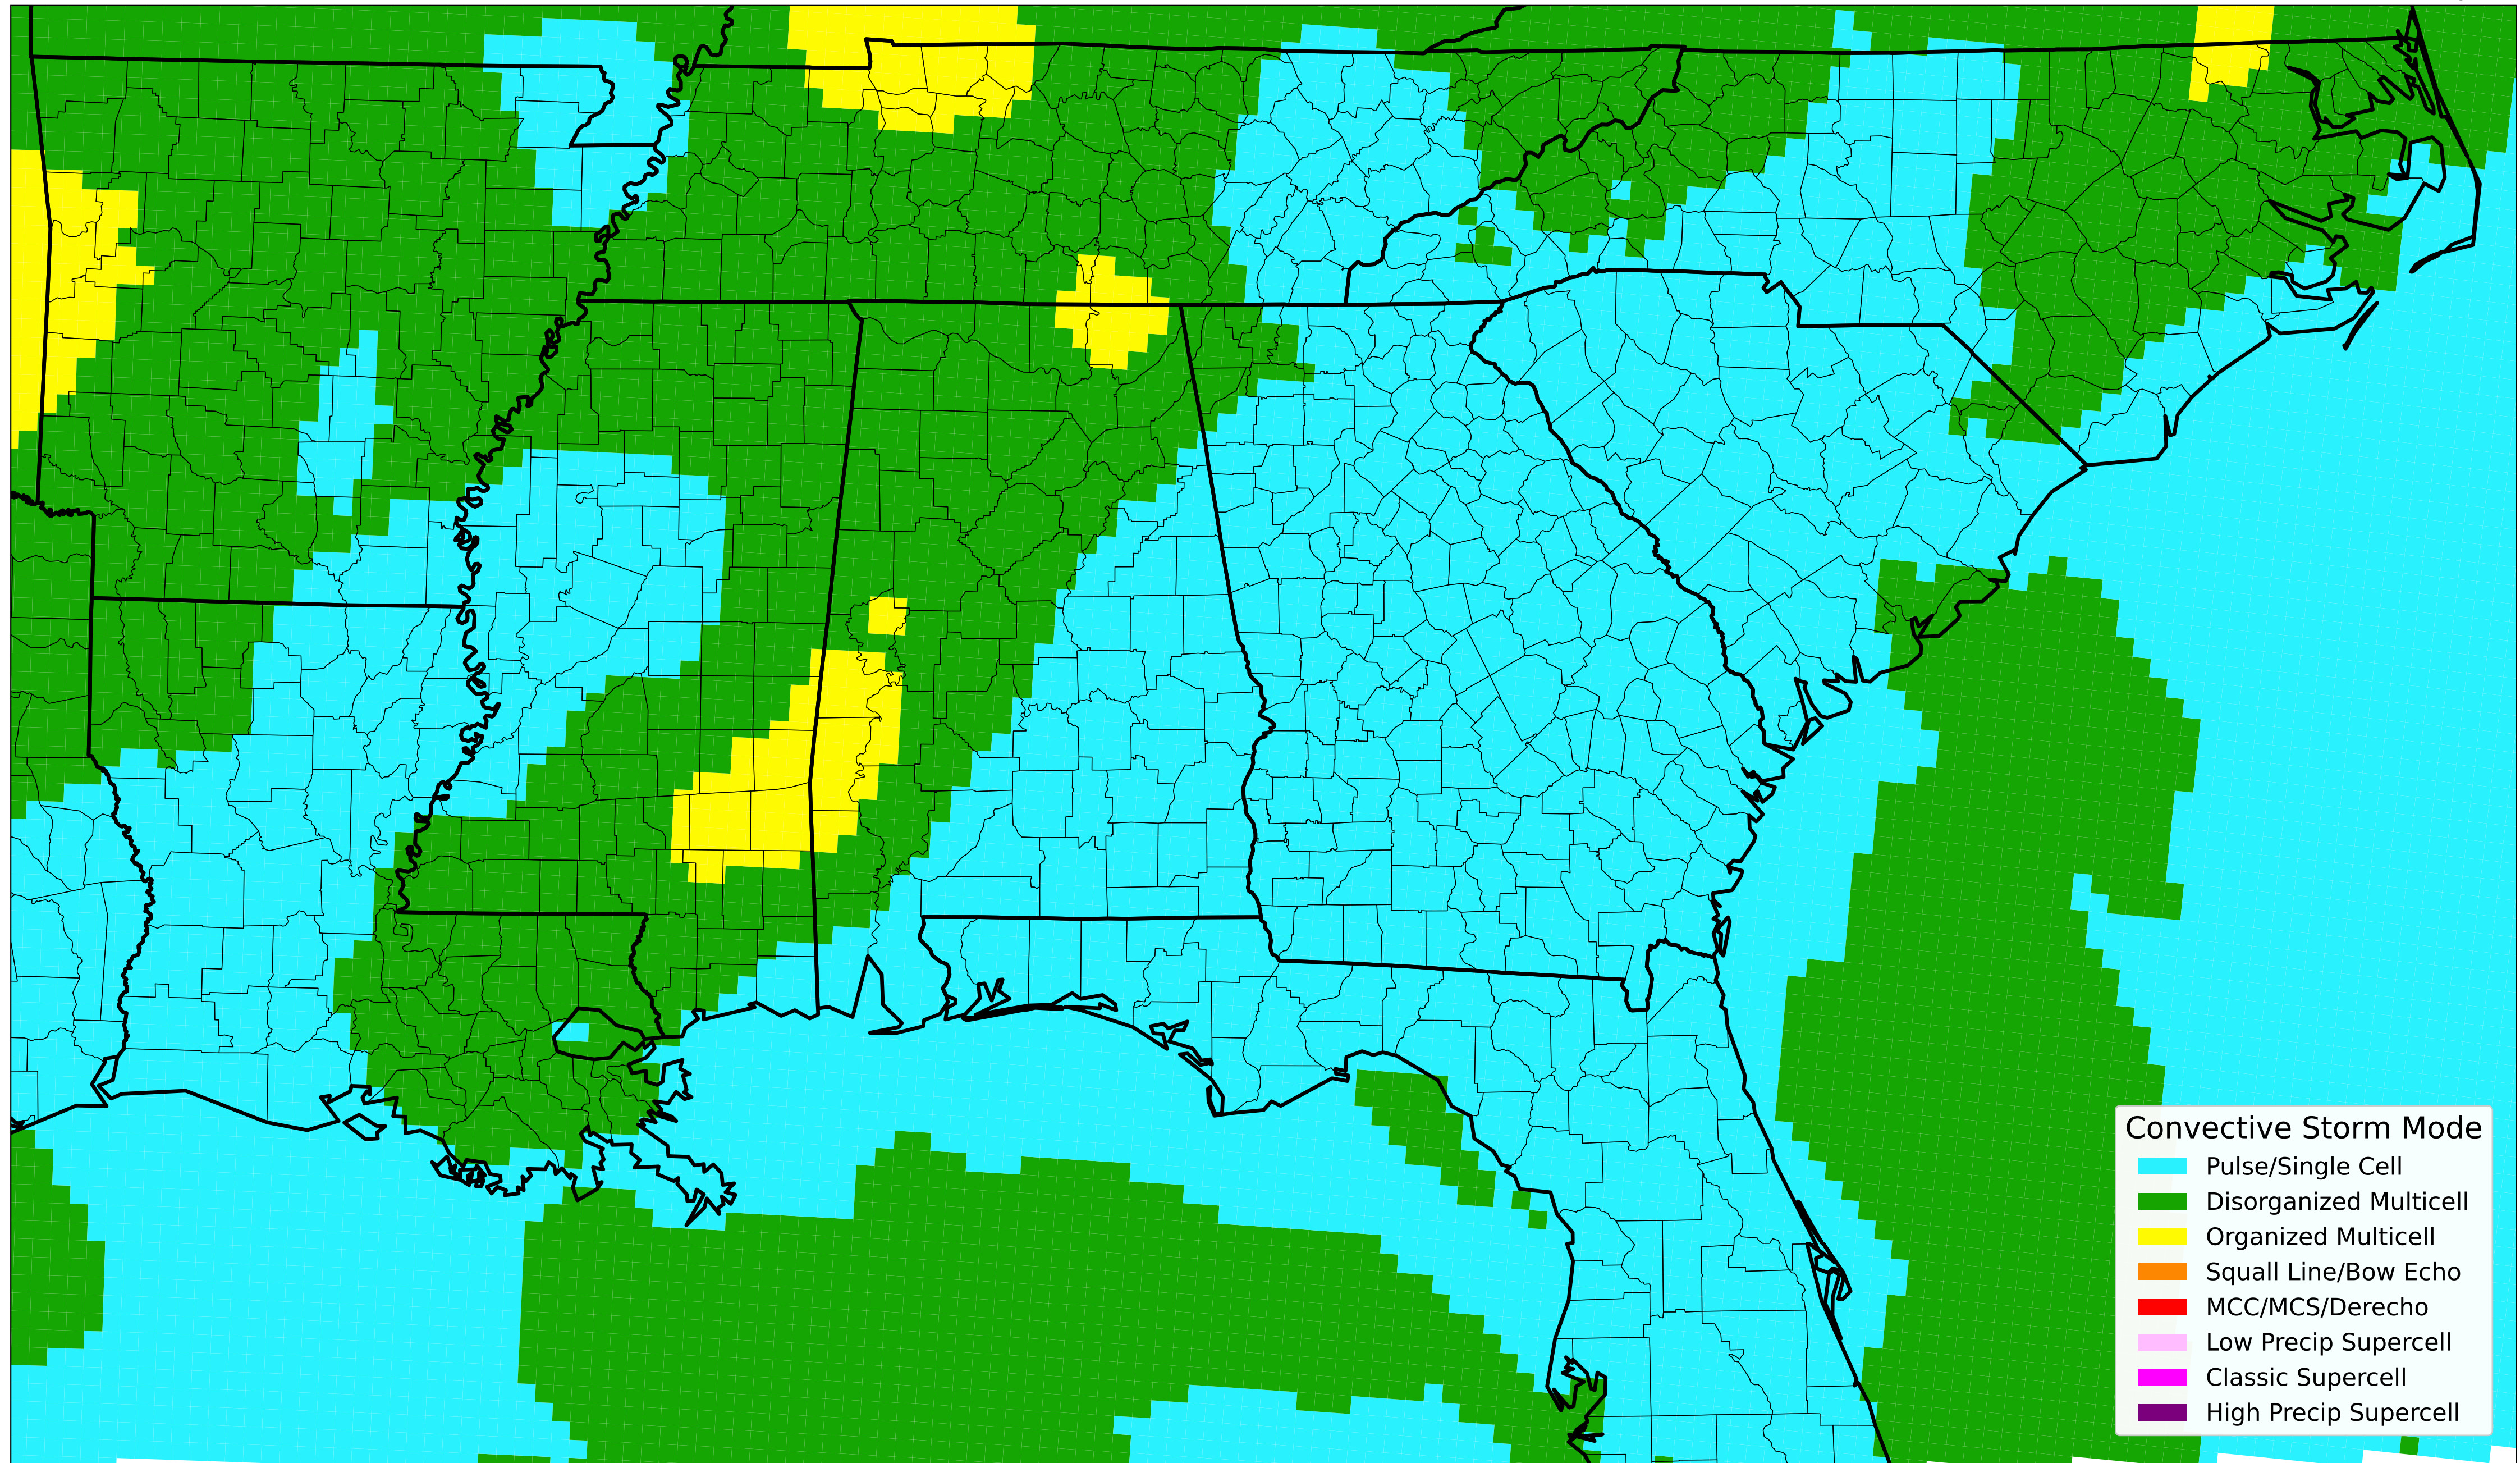 Convective Storm Mode
Pulse/Single Cell
Disorganized Multicell
Organized Multicell
Squall Line/Bow Echo
MCC/MCS/Derecho
Low Precip Supercell
Classic Supercell
High Precip Supercell